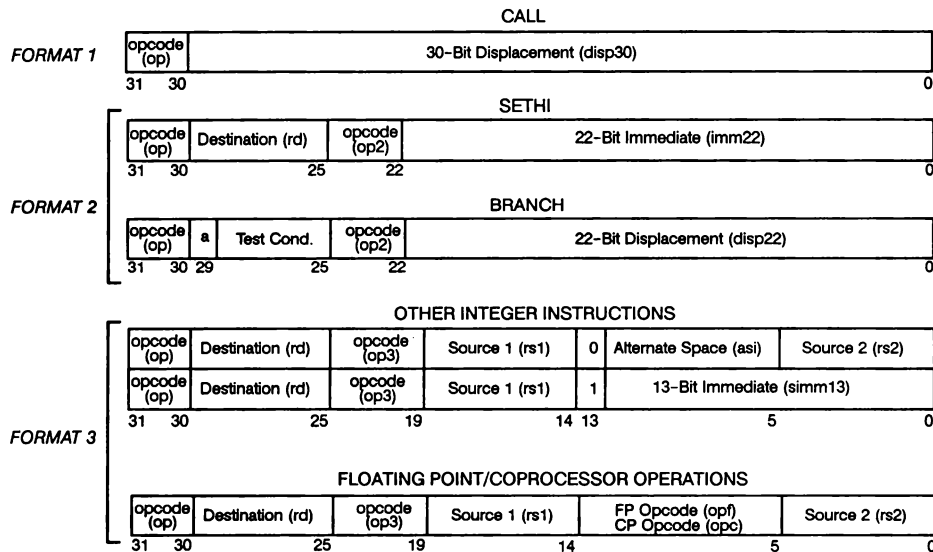 CALL
FORMAT 1
opcode (op) 30-Bit Displacement (disp30)
31 30 0
SETHI
opcode (op) Destination (rd) opcode (op2) 22-Bit Immediate (imm22)
31 30 25 22 0
FORMAT 2
BRANCH
opcode (op) a Test Cond. opcode (op2) 22-Bit Displacement (disp22)
31 30 29 25 22 0
OTHER INTEGER INSTRUCTIONS
opcode (op) Destination (rd) opcode (op3) Source 1 (rs1) 0 Alternate Space (asi) Source 2 (rs2)
opcode (op) Destination (rd) opcode (op3) Source 1 (rs1) 1 13-Bit Immediate (simm13)
31 30 25 19 14 13 5 0
FORMAT 3
FLOATING POINT/COPROCESSOR OPERATIONS
opcode (op) Destination (rd) opcode (op3) Source 1 (rs1) FP Opcode (opf) CP Opcode (opc) Source 2 (rs2)
31 30 25 19 14 5 0